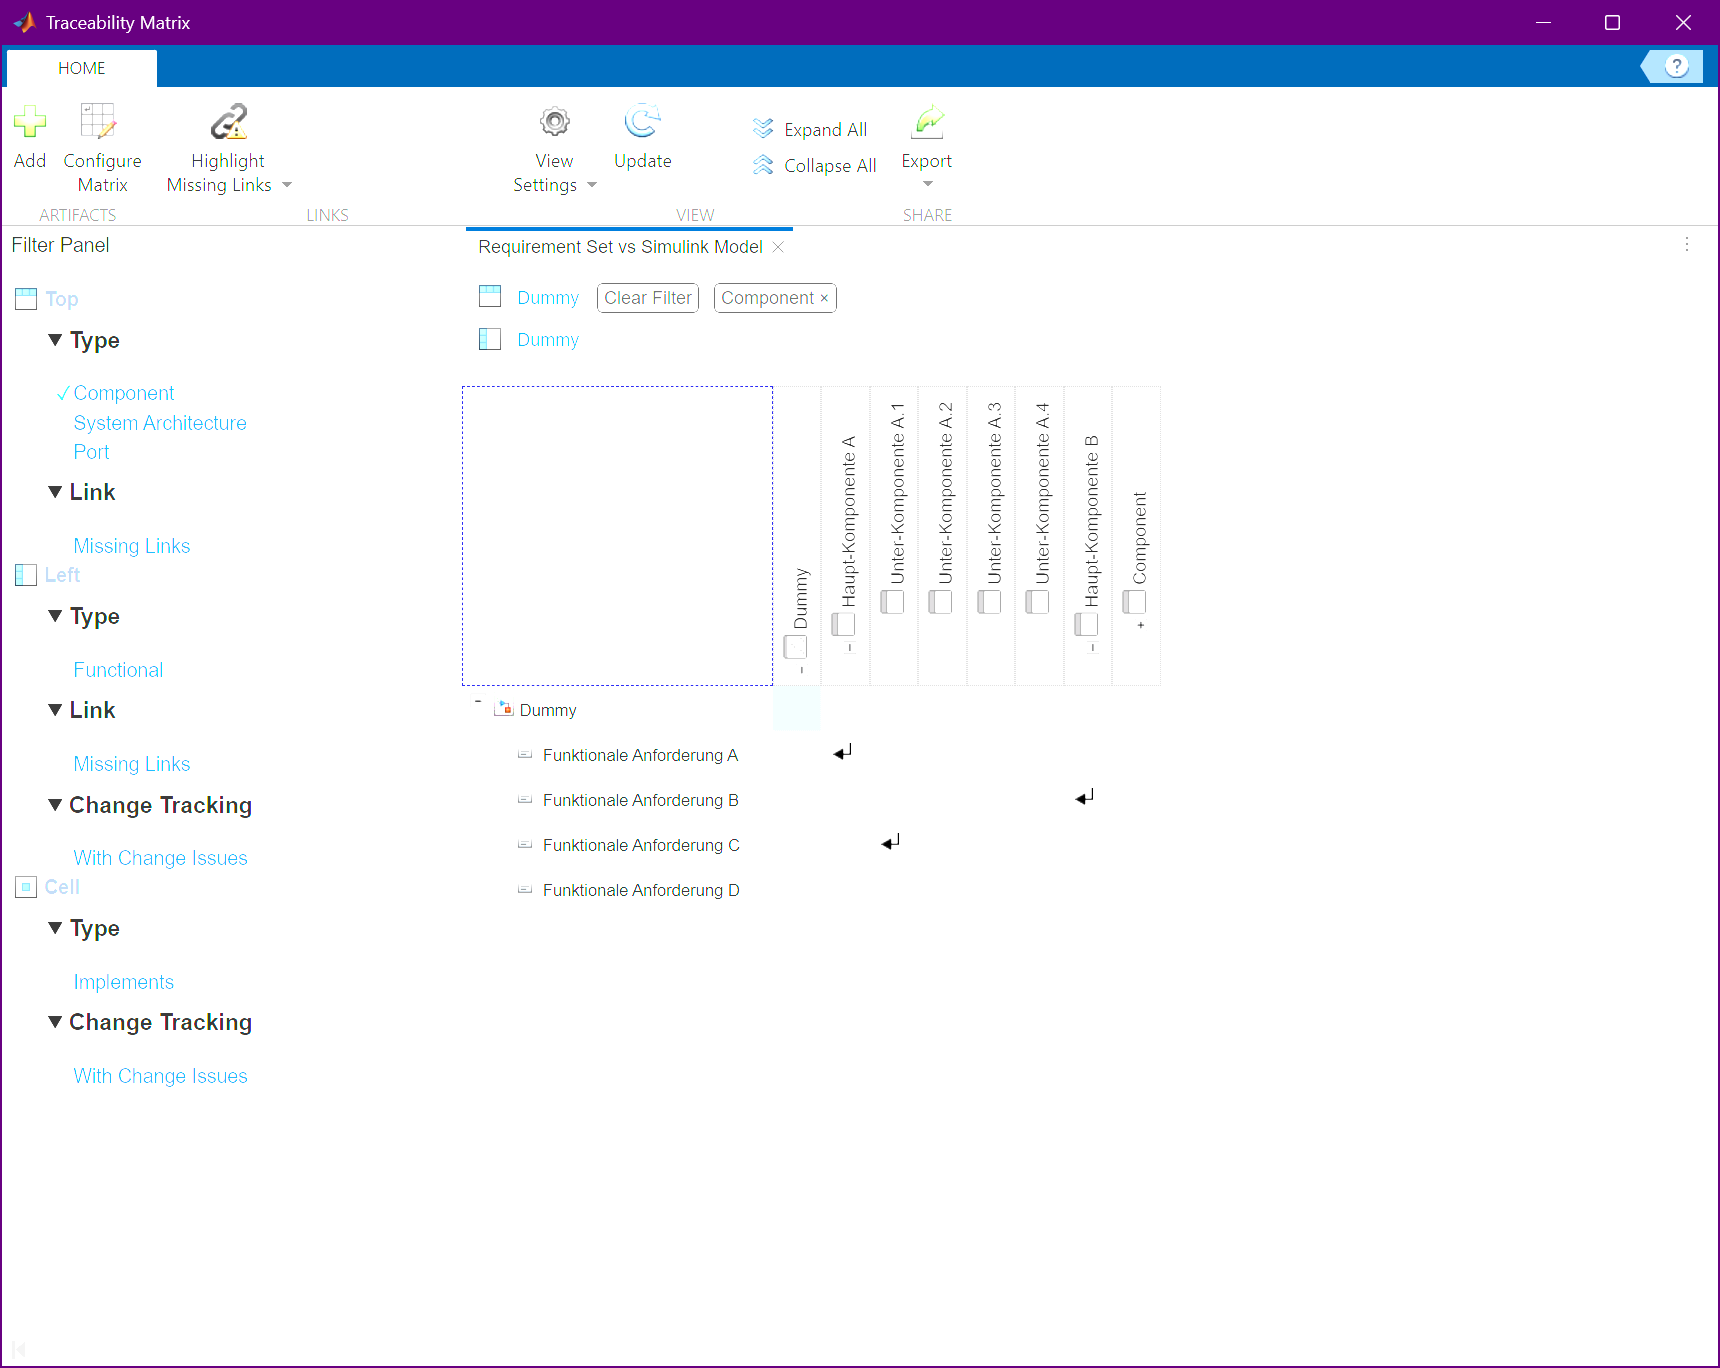 Traceability Matrix
HOME
?
Add
Configure
Matrix
Highlight
Missing Links
View
Settings
Update
Expand All
Collapse All
Export
ARTIFACTS
LINKS
VIEW
SHARE
Filter Panel
Top
Type
✓Component
System Architecture
Port
Link
Missing Links
Left
Type
Functional
Link
Missing Links
Change Tracking
With Change Issues
Cell
Type
Implements
Change Tracking
With Change Issues
Requirement Set vs Simulink Model ×
Dummy
Clear Filter
Component ×
Dummy
Dummy
Haupt-Komponente A
Unter-Komponente A.1
Unter-Komponente A.2
Unter-Komponente A.3
Unter-Komponente A.4
Haupt-Komponente B
Component
Dummy
Funktionale Anforderung A
Funktionale Anforderung B
Funktionale Anforderung C
Funktionale Anforderung D